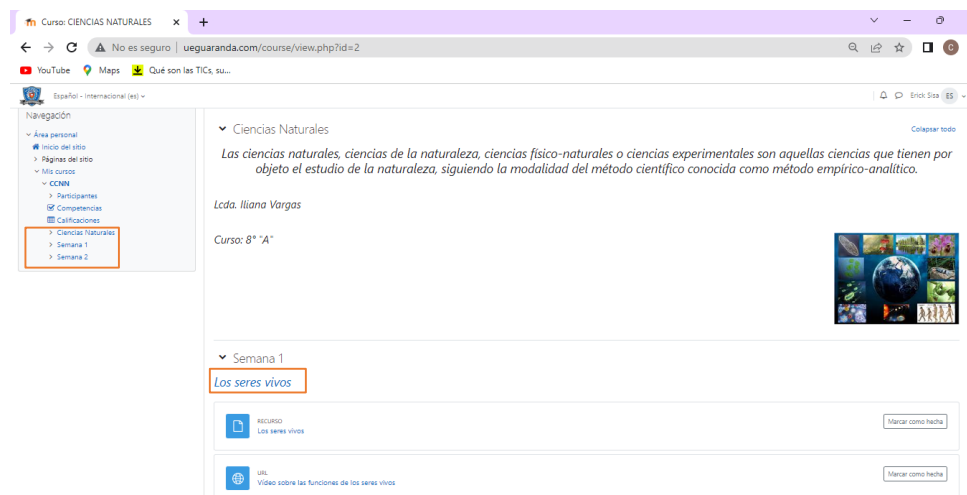 Curso: CIENCIAS NATURALES
No es seguro | ueguaranda.com/course/view.php?id=2
C
YouTube Maps Qué son las TICs, su...
Español - Internacional (es)
Erick Sisa ES
Navegación
Área personal
Inicio del sitio
Páginas del sitio
Mis cursos
CCNN
Participantes
Competencias
Calificaciones
Ciencias Naturales
Semana 1
Semana 2
Ciencias Naturales
Colapsar todo
Las ciencias naturales, ciencias de la naturaleza, ciencias físico-naturales o ciencias experimentales son aquellas ciencias que tienen por
objeto el estudio de la naturaleza, siguiendo la modalidad del método científico conocida como método empírico-analítico.
Lcda. Iliana Vargas
Curso: 8° "A"
Semana 1
Los seres vivos
RECURSO
Los seres vivos
Marcar como hecha
URL
Vídeo sobre las funciones de los seres vivos
Marcar como hecha